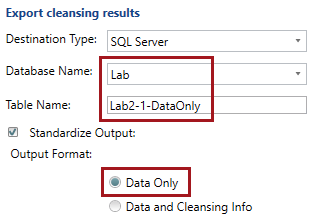 Export cleansing results
Destination Type: SQL Server
Database Name: Lab
Table Name: Lab2-1-DataOnly
Standardize Output:
Output Format:
Data Only
Data and Cleansing Info